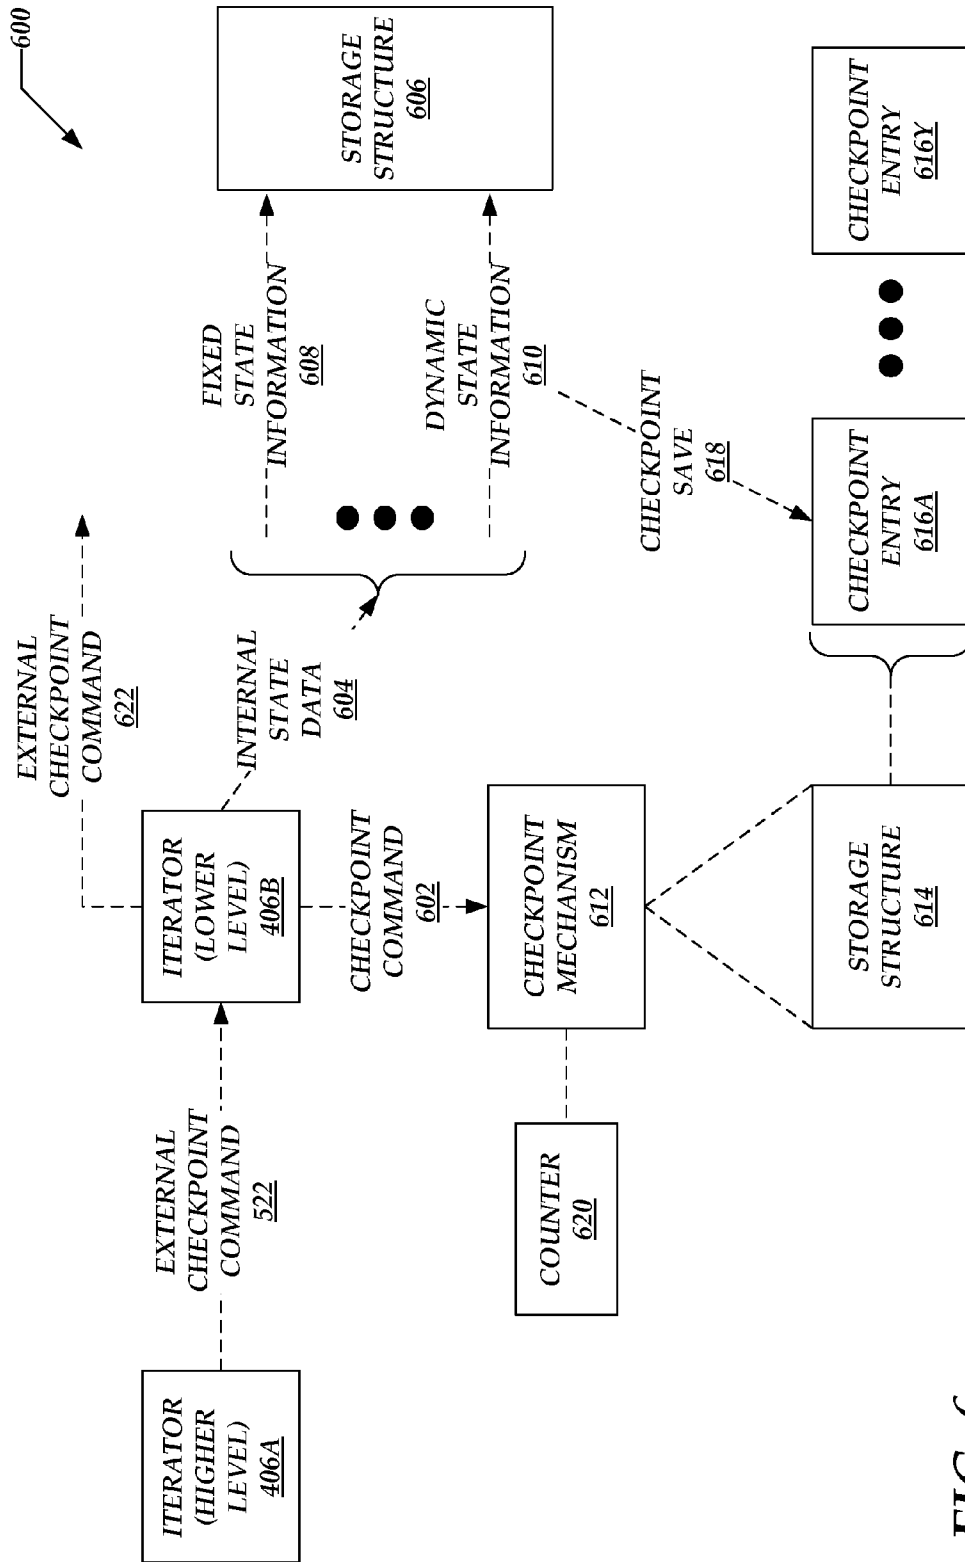 600
EXTERNAL
CHECKPOINT
COMMAND
622
ITERATOR
(HIGHER
LEVEL)
406A
EXTERNAL
CHECKPOINT
COMMAND
522
ITERATOR
(LOWER
LEVEL)
406B
INTERNAL
STATE
DATA
604
FIXED
STATE
INFORMATION
608
DYNAMIC
STATE
INFORMATION
610
STORAGE
STRUCTURE
606
CHECKPOINT
COMMAND
602
COUNTER
620
CHECKPOINT
MECHANISM
612
CHECKPOINT
SAVE
618
STORAGE
STRUCTURE
614
CHECKPOINT
ENTRY
616A
CHECKPOINT
ENTRY
616Y
FIG. 6